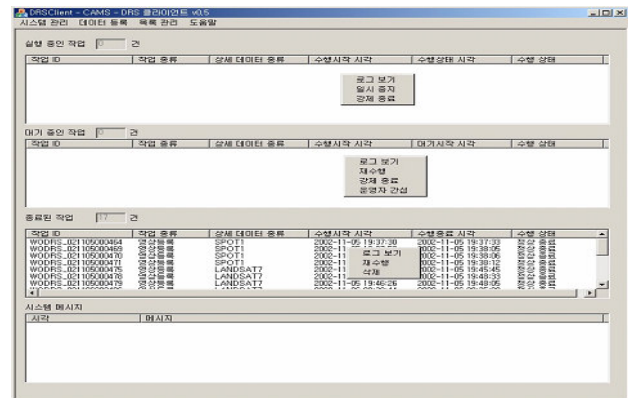 DRSClient - CAMS - DRS 클라이언트 v0.5
시스템 관리 데이터 등록 목록 관리 도움말
실행 중인 작업 0 건
작업 ID 작업 종류 상세 데이터 종류 수행시작 시각 수행상태 시각 수행 상태
로그 보기
일시 중지
강제 종료
대기 중인 작업 0 건
작업 ID 작업 종류 상세 데이터 종류 수행시작 시각 대기시작 시각 수행 상태
로그 보기
재수행
강제 종료
운영자 간섭
종료된 작업 17 건
작업 ID 작업 종류 상세 데이터 종류 수행시작 시각 수행종료 시각 수행 상태
WODRS_021105000464 영상등록 SPOT1 2002-11-05 19:37:30 2002-11-05 19:37:33 정상 종료
WODRS_021105000469 영상등록 SPOT1 2002-11 2002-11-05 19:38:05 정상 종료
WODRS_021105000470 영상등록 SPOT1 2002-11 002-11-05 19:38:06 정상 종료
WODRS_021105000471 영상등록 SPOT1 2002-11 002-11-05 19:38:12 정상 종료
WODRS_021105000475 영상등록 LANDSAT7 2002-11 002-11-05 19:45:45 정상 종료
WODRS_021105000478 영상등록 LANDSAT7 2002-11 002-11-05 19:48:33 정상 종료
WODRS_021105000479 영상등록 LANDSAT7 2002-11-05 19:46:26 2002-11-05 19:48:05 정상 종료
로그 보기
재수행
삭제
시스템 메시지
시각 메시지